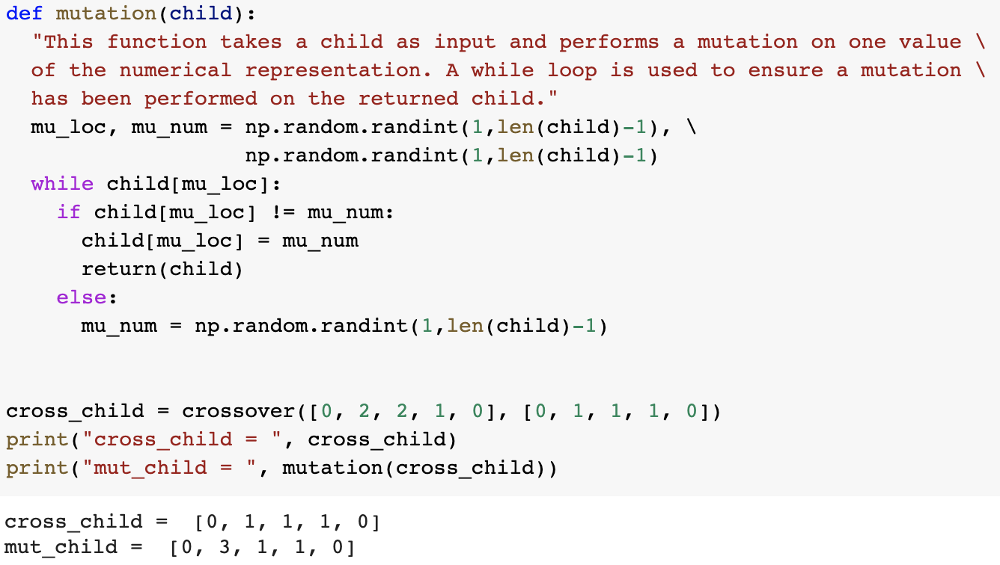 def mutation(child):
  "This function takes a child as input and performs a mutation on one value \
  of the numerical representation. A while loop is used to ensure a mutation \
  has been performed on the returned child."
  mu_loc, mu_num = np.random.randint(1,len(child)-1), \
                   np.random.randint(1,len(child)-1)
  while child[mu_loc]:
    if child[mu_loc] != mu_num:
      child[mu_loc] = mu_num
      return(child)
    else:
      mu_num = np.random.randint(1,len(child)-1)
cross_child = crossover([0, 2, 2, 1, 0], [0, 1, 1, 1, 0])
print("cross_child = ", cross_child)
print("mut_child = ", mutation(cross_child))
cross_child =  [0, 1, 1, 1, 0]
mut_child =  [0, 3, 1, 1, 0]